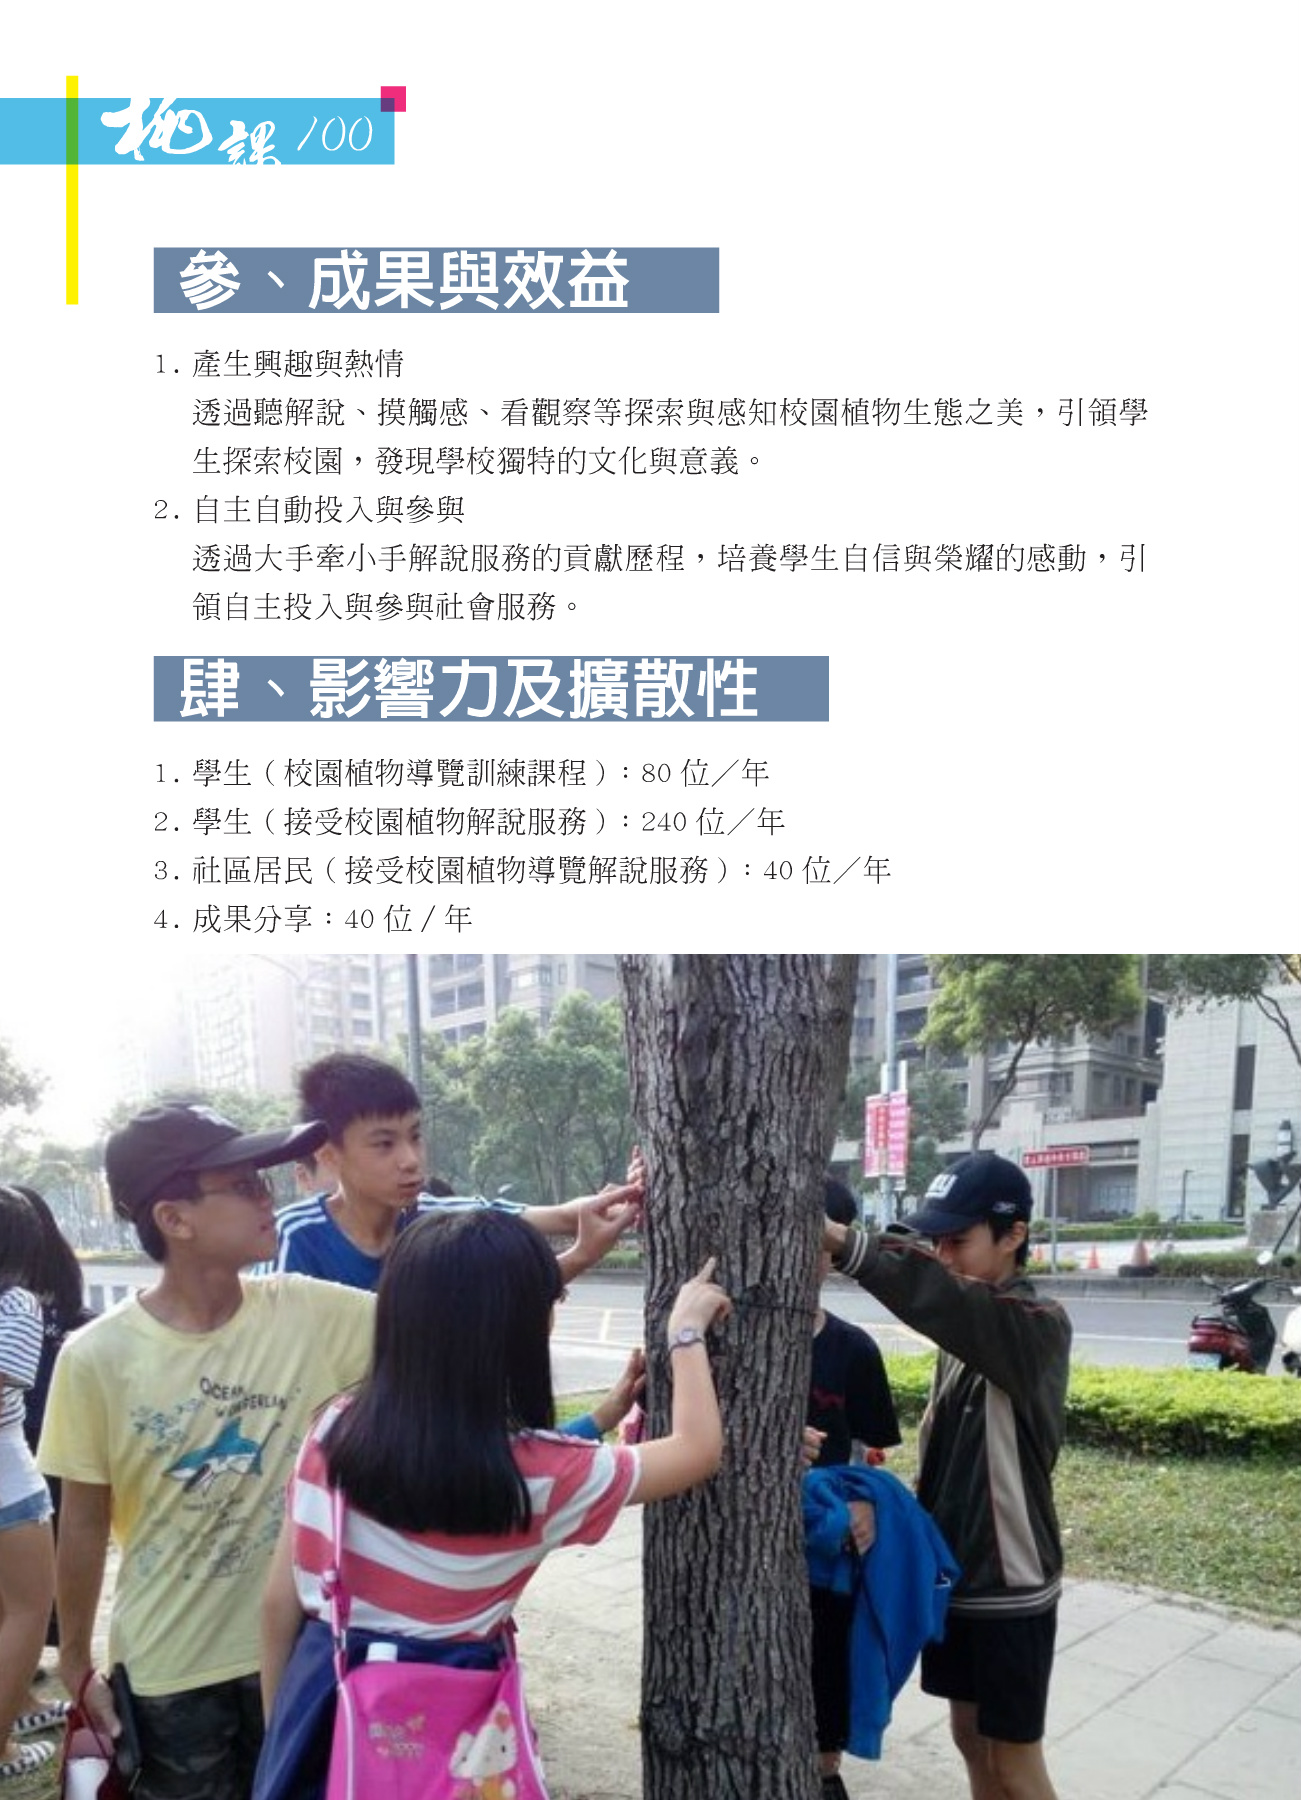 桃課100
參、成果與效益
1. 產生興趣與熱情
透過聽解說、摸觸感、看觀察等探索與感知校園植物生態之美，引領學
生探索校園，發現學校獨特的文化與意義。
2. 自主自動投入與參與
透過大手牽小手解說服務的貢獻歷程，培養學生自信與榮耀的感動，引
領自主投入與參與社會服務。
肆、影響力及擴散性
1. 學生（校園植物導覽訓練課程）：80 位／年
2. 學生（接受校園植物解說服務）：240 位／年
3. 社區居民（接受校園植物導覽解說服務）：40 位／年
4. 成果分享：40 位 / 年